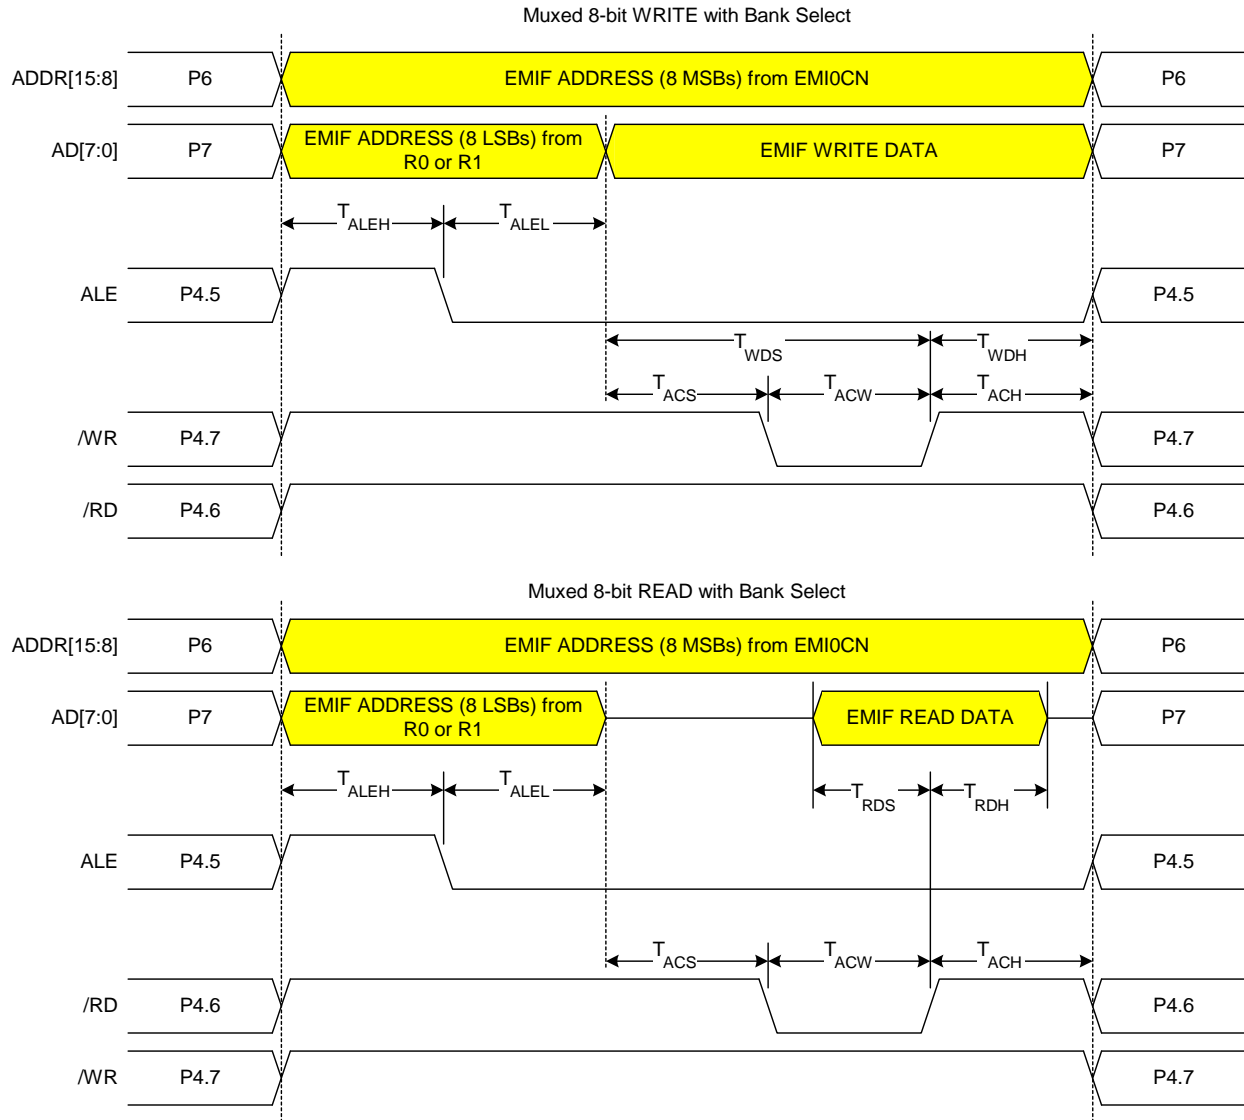 Muxed 8-bit WRITE with Bank Select
ADDR[15:8] P6 EMIF ADDRESS (8 MSBs) from EMI0CN P6
AD[7:0] P7 EMIF ADDRESS (8 LSBs) from
R0 or R1 EMIF WRITE DATA P7
TALEH TALEL
ALE P4.5 P4.5
TWDS TWDH
TACS TACW TACH
/WR P4.7 P4.7
/RD P4.6 P4.6
Muxed 8-bit READ with Bank Select
ADDR[15:8] P6 EMIF ADDRESS (8 MSBs) from EMI0CN P6
AD[7:0] P7 EMIF ADDRESS (8 LSBs) from
R0 or R1 EMIF READ DATA P7
TALEH TALEL TRDS TRDH
ALE P4.5 P4.5
TACS TACW TACH
/RD P4.6 P4.6
/WR P4.7 P4.7